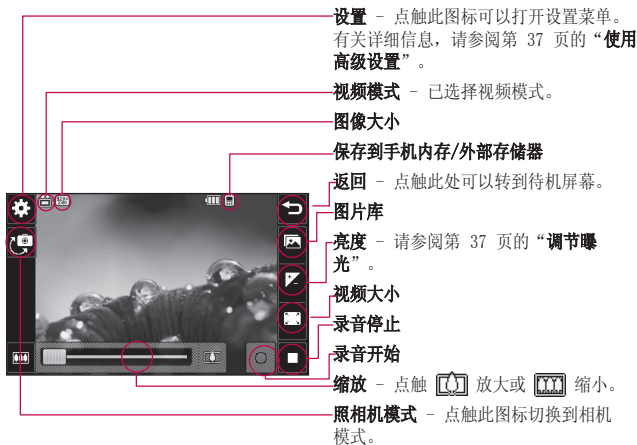 设置 - 点触此图标可以打开设置菜单。
有关详细信息，请参阅第 37 页的“使用
高级设置”。
视频模式 - 已选择视频模式。
图像大小
保存到手机内存/外部存储器
返回 - 点触此处可以转到待机屏幕。
图片库
亮度 - 请参阅第 37 页的“调节曝
光”。
视频大小
录音停止
录音开始
缩放 - 点触 放大或 缩小。
照相机模式 - 点触此图标切换到相机
模式。